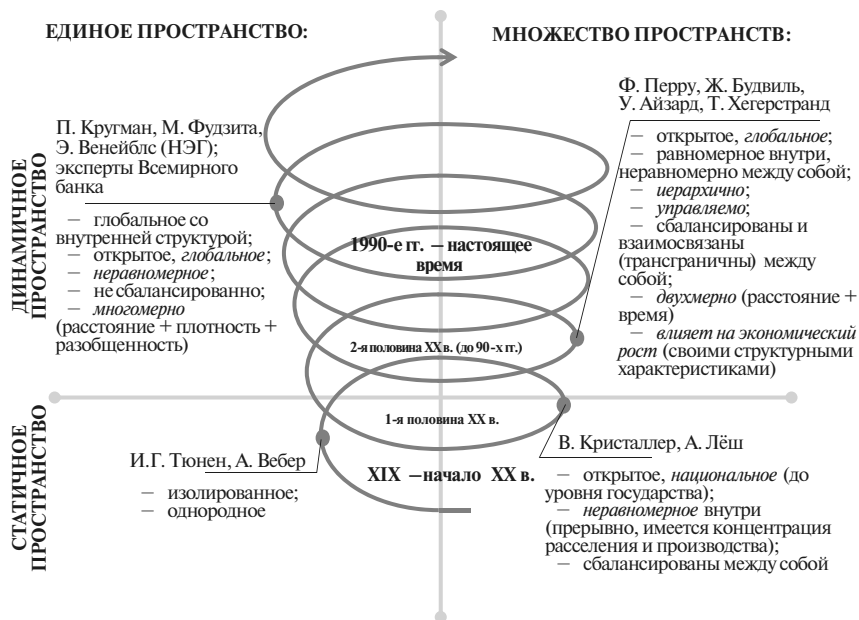 ЕДИНОЕ ПРОСТРАНСТВО:
МНОЖЕСТВО ПРОСТРАНСТВ:
ДИНАМИЧНОЕ
ПРОСТРАНСТВО
П. Кругман, М. Фудзита,
Э. Венейблс (НЭГ);
эксперты Всемирного
банка
— глобальное со
внутренней структурой;
— открытое, глобальное;
— неравномерное;
— не сбалансированно;
— многомерно
(расстояние + плотность +
разобщенность)
Ф. Перру, Ж. Будвиль,
У. Айзард, Т. Хегерстранд
— открытое, глобальное;
— равномерное внутри,
неравномерно между собой;
— иерархично;
— управляемо;
— сбалансированы и
взаимосвязаны
(трансграничны) между
собой;
— двухмерно (расстояние +
время)
— влияет на экономический
рост (своими структурными
характеристиками)
1990-е гг. — настоящее
время
2-я половина XX в. (до 90-х гг.)
1-я половина XX в.
XIX — начало XX в.
СТАТИЧНОЕ
ПРОСТРАНСТВО
И.Г. Тюнен, А. Вебер
— изолированное;
— однородное
В. Кристаллер, А. Лёш
— открытое, национальное (до
уровня государства);
— неравномерное внутри
(прерывно, имеется концентрация
расселения и производства);
— сбалансированы между собой